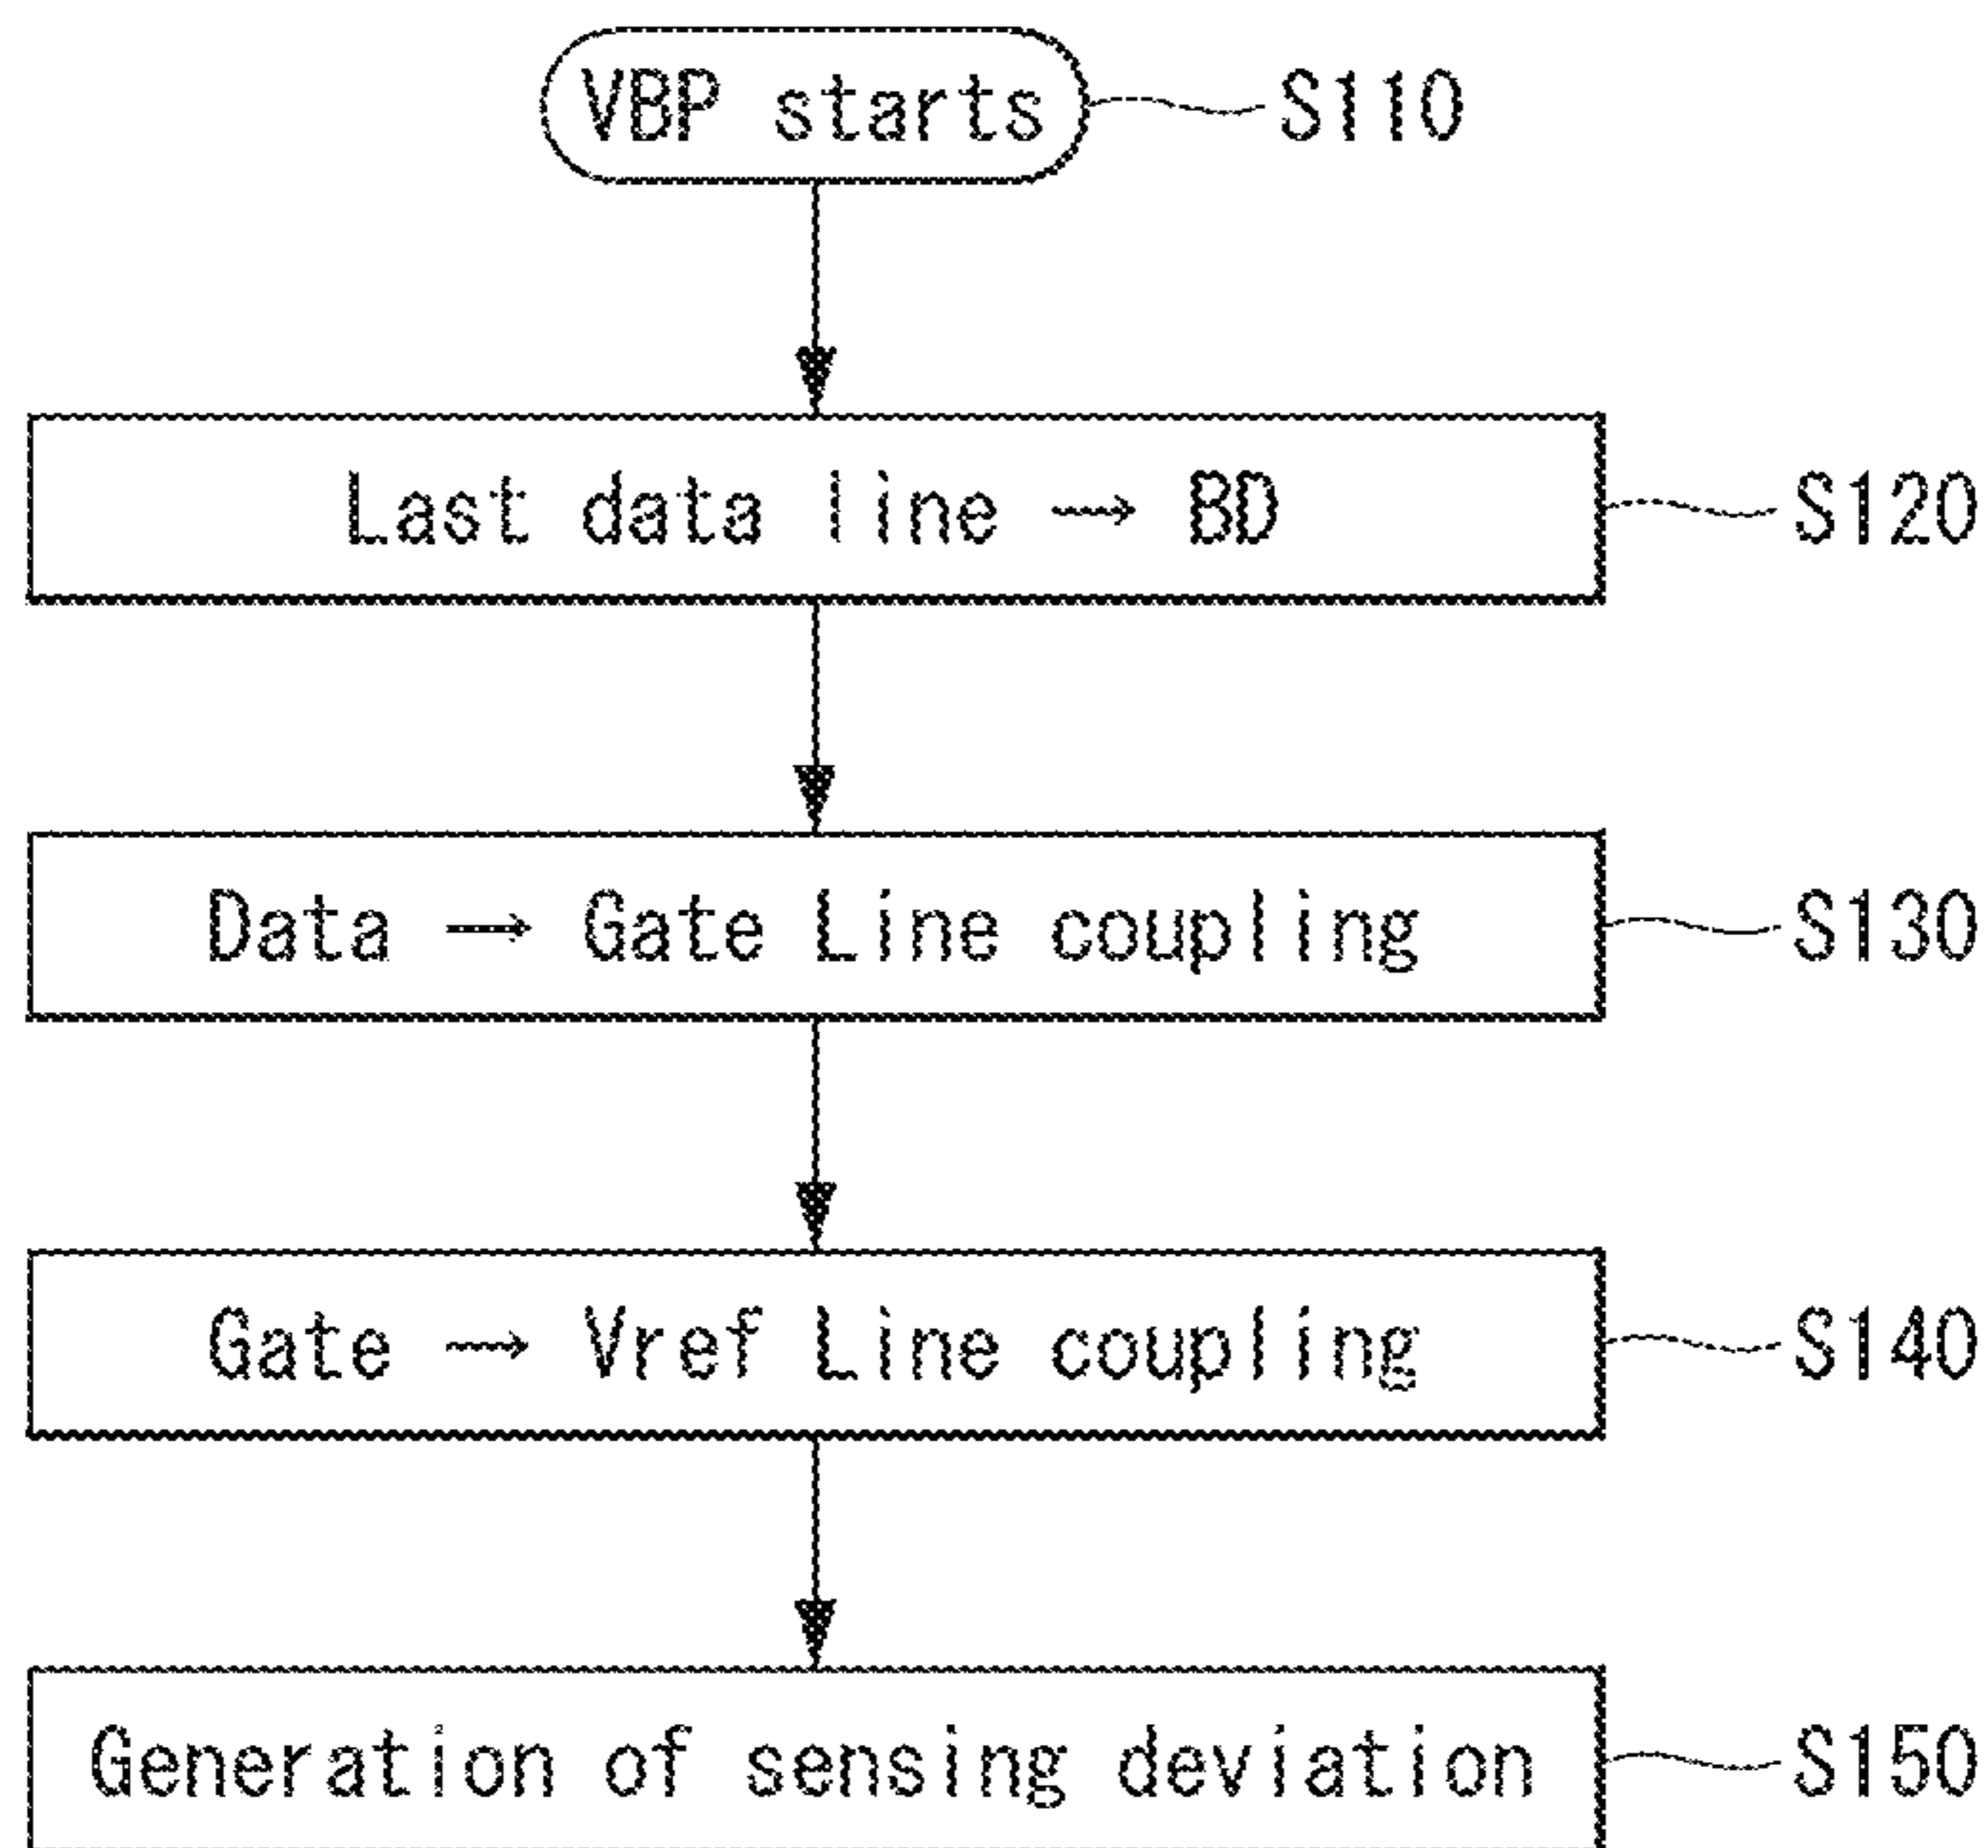 VBP starts S110
Last data line → BD S120
Data → Gate Line coupling S130
Gate → Vref Line coupling S140
Generation of sensing deviation S150